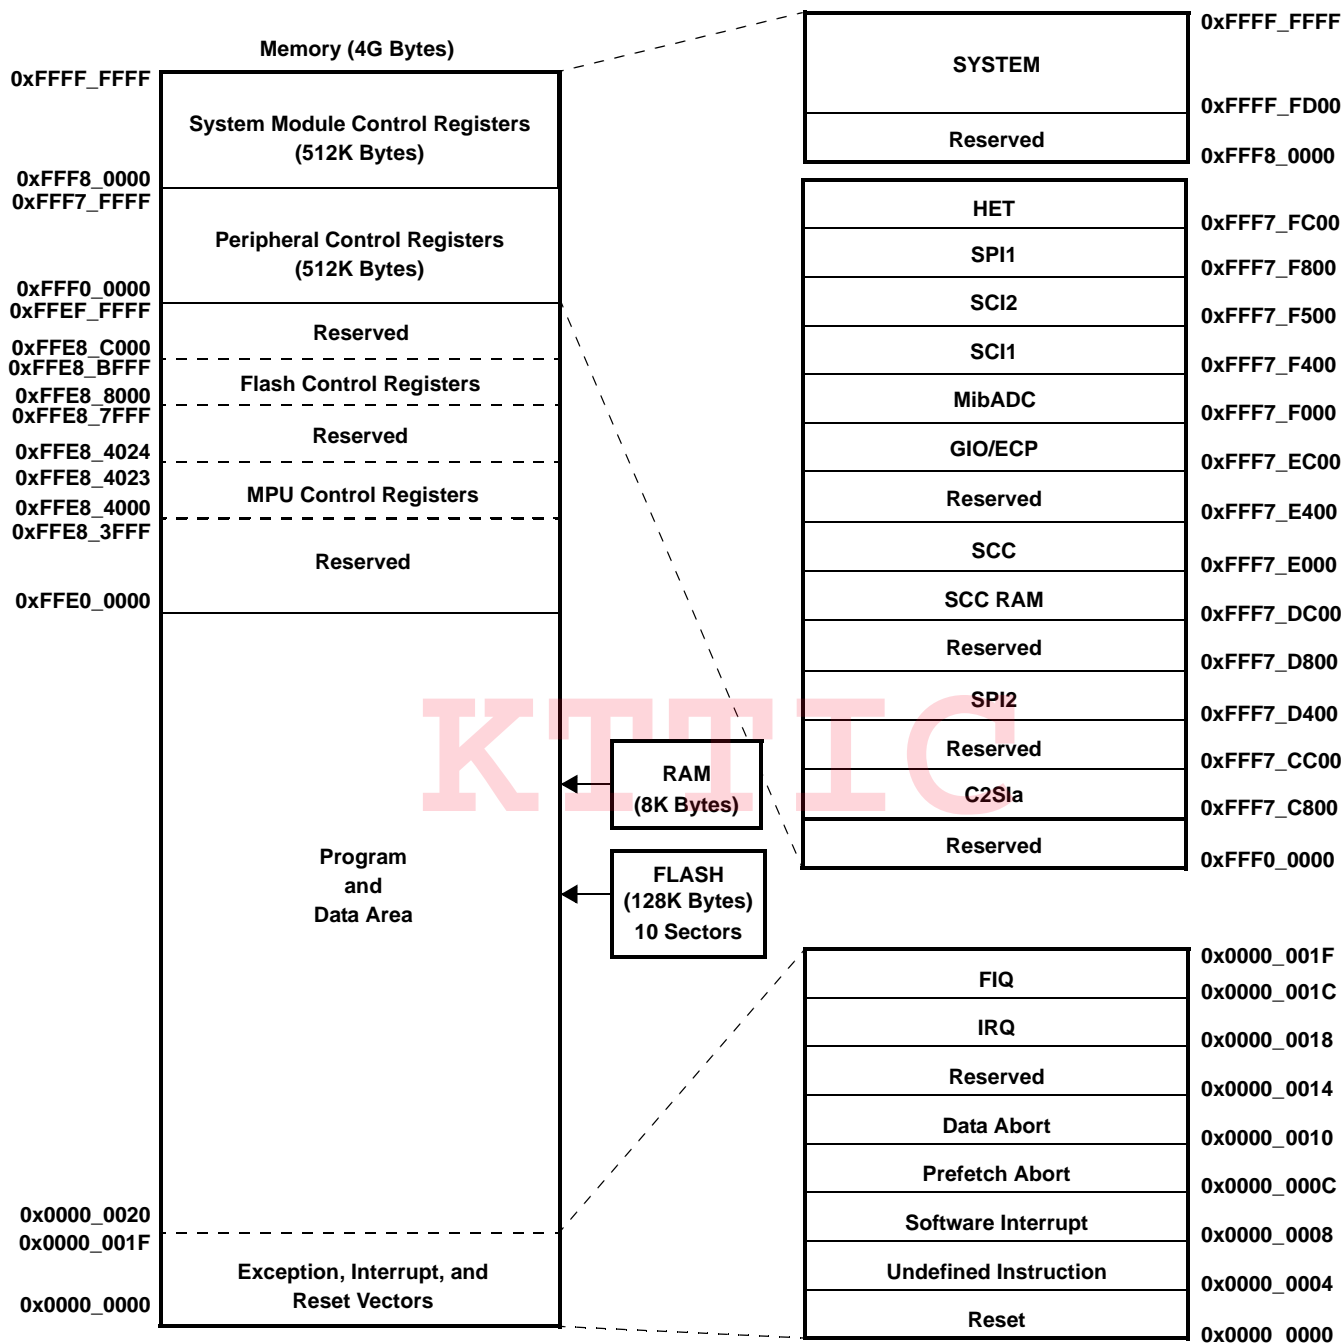 Memory (4G Bytes)
0xFFFF_FFFF
System Module Control Registers
(512K Bytes)
0xFFF8_0000
0xFFF7_FFFF
Peripheral Control Registers
(512K Bytes)
0xFFF0_0000
0xFFEF_FFFF
Reserved
0xFFE8_C000
0xFFE8_BFFF
Flash Control Registers
0xFFE8_8000
0xFFE8_7FFF
Reserved
0xFFE8_4024
0xFFE8_4023
MPU Control Registers
0xFFE8_4000
0xFFE8_3FFF
Reserved
0xFFE0_0000
RAM
(8K Bytes)
Program
and
Data Area
FLASH
(128K Bytes)
10 Sectors
0x0000_0020
0x0000_001F
Exception, Interrupt, and
Reset Vectors
0x0000_0000
0xFFFF_FFFF
SYSTEM
0xFFFF_FD00
Reserved
0xFFF8_0000
HET
0xFFF7_FC00
SPI1
0xFFF7_F800
SCI2
0xFFF7_F500
SCI1
0xFFF7_F400
MibADC
0xFFF7_F000
GIO/ECP
0xFFF7_EC00
Reserved
0xFFF7_E400
SCC
0xFFF7_E000
SCC RAM
0xFFF7_DC00
Reserved
0xFFF7_D800
SPI2
0xFFF7_D400
Reserved
0xFFF7_CC00
C2SIa
0xFFF7_C800
Reserved
0xFFF0_0000
0x0000_001F
FIQ
0x0000_001C
IRQ
0x0000_0018
Reserved
0x0000_0014
Data Abort
0x0000_0010
Prefetch Abort
0x0000_000C
Software Interrupt
0x0000_0008
Undefined Instruction
0x0000_0004
Reset
0x0000_0000
KTTIC